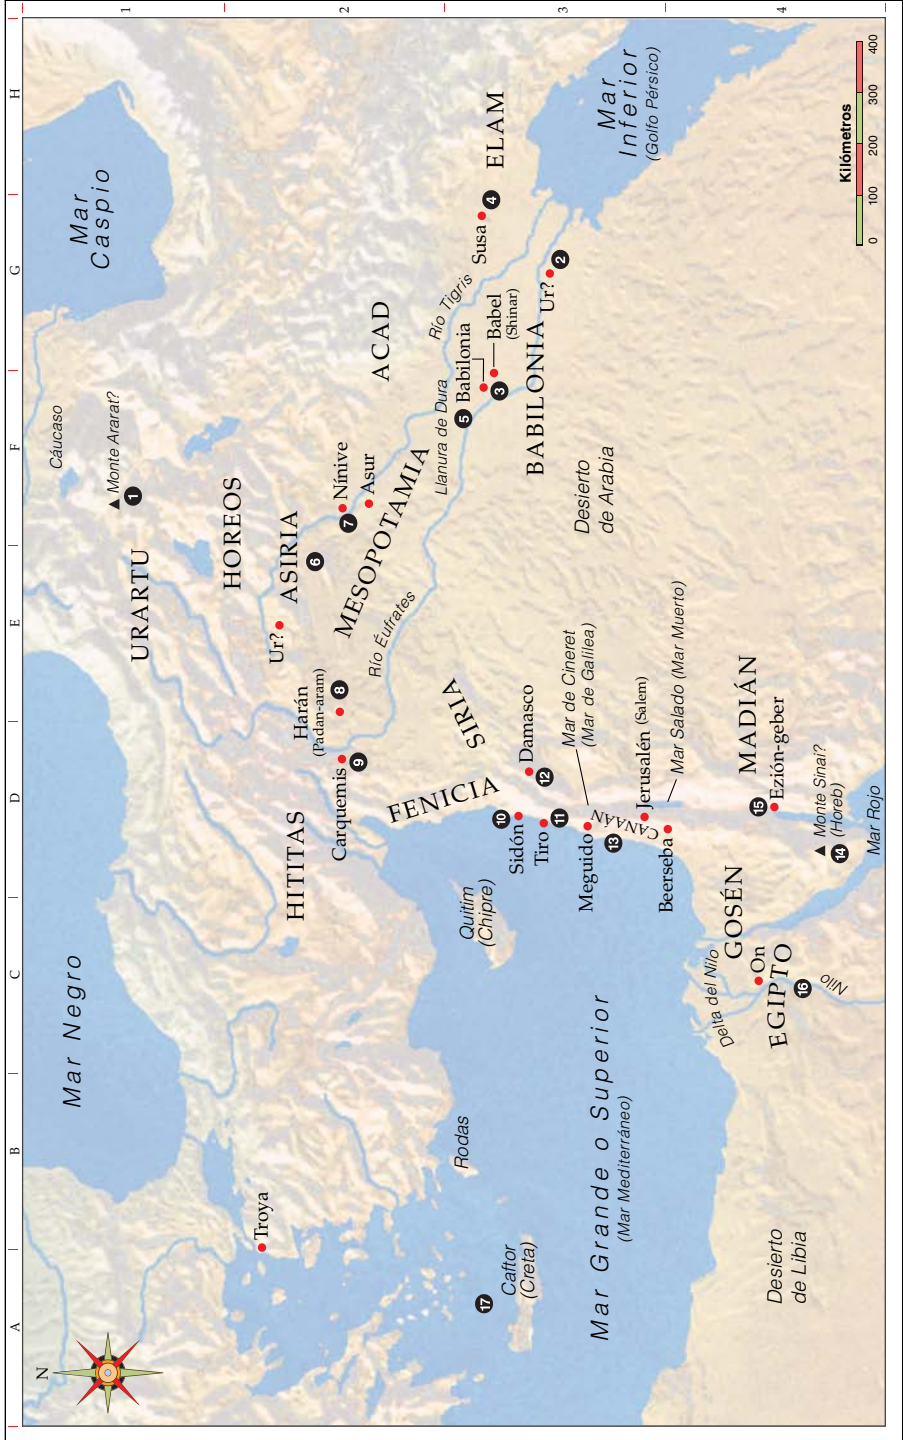 A
B
C
D
E
F
G
H
1
2
3
4
N
Mar Negro
Mar
Caspio
Cáucaso
Monte Ararat?
1
URARTU
HOREOS
Troya
HITITAS
ASIRIA
6
Ur?
Harán
(Padan-aram)
8
Carquemis
9
Nínive
7
Asur
MESOPOTAMIA
ACAD
Río Éufrates
Río Tigris
Llanura de Dura
5
Babilonia
3
Babel
(Shinar)
BABILONIA
Susa
4
ELAM
Ur?
2
Mar
Inferior
(Golfo Pérsico)
Rodas
17
Caftor
(Creta)
Quitim
(Chipre)
FENICIA
SIRIA
10
Sidón
Tiro
11
Damasco
12
Mar de Cineret
(Mar de Galilea)
Meguido
13
CANAÁN
Jerusalén (Salem)
Beerseba
Mar Salado (Mar Muerto)
Desierto
de Arabia
Mar Grande o Superior
(Mar Mediterráneo)
Delta del Nilo
GOSÉN
On
EGIPTO
16
Nilo
MADIÁN
15
Ezión-geber
Monte Sinai?
(Horeb)
14
Mar Rojo
Desierto
de Libia
Kilómetros
0 100 200 300 400